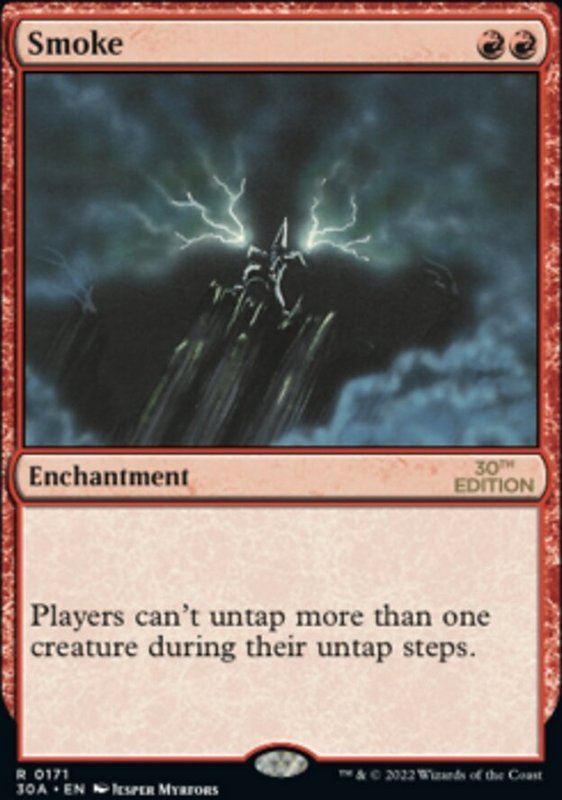 Smoke
Enchantment
30TH
EDITION
Players can't untap more than one
creature during their untap steps.
R 0171
30A • EN Jesper Myrfors
™ & © 2022 Wizards of the Coast